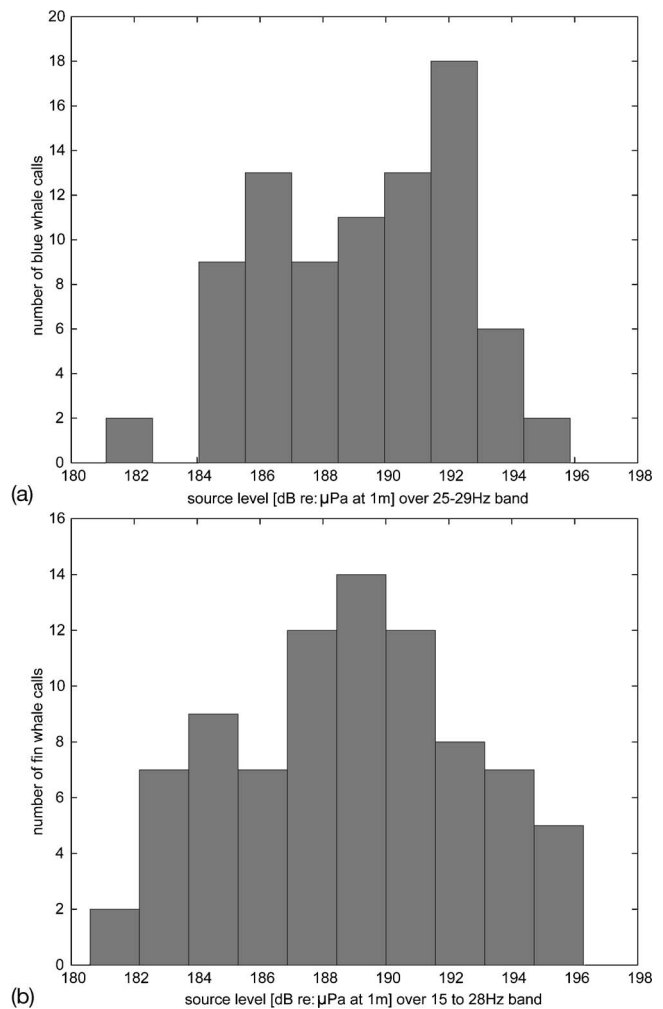 20
18
16
14
12
10
8
6
4
2
0
number of blue whale calls
180 182 184 186 188 190 192 194 196 198
(a)
source level [dB re:µPa at 1m] over 25-29Hz band
16
14
12
10
8
6
4
2
0
number of fin whale calls
180 182 184 186 188 190 192 194 196 198
(b)
source level [dB re:µPa at 1m] over 15 to 28Hz band